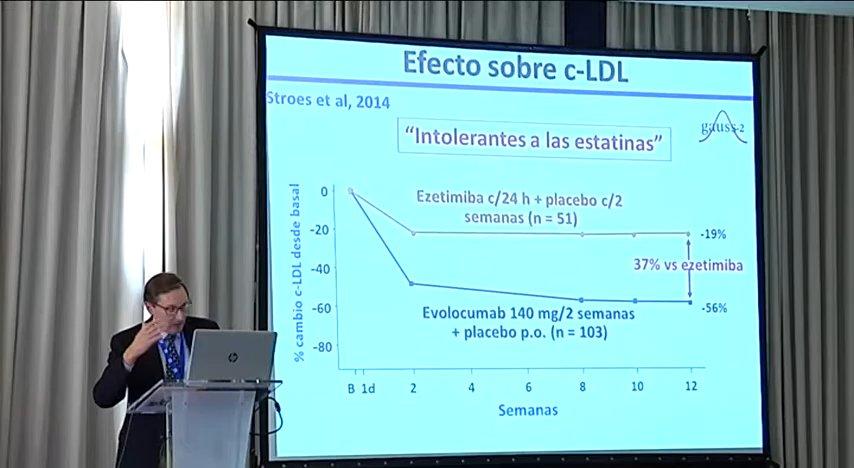 Efecto sobre c-LDL
Stroes et al, 2014
gauss-2
“Intolerantes a las estatinas”
% cambio c-LDL desde basal
0
-20
-40
-60
-80
Ezetimiba c/24 h + placebo c/2
semanas (n = 51)
-19%
37% vs ezetimiba
-56%
Evolocumab 140 mg/2 semanas
+ placebo p.o. (n = 103)
B 1d 2 4 6 8 10 12
Semanas
hp